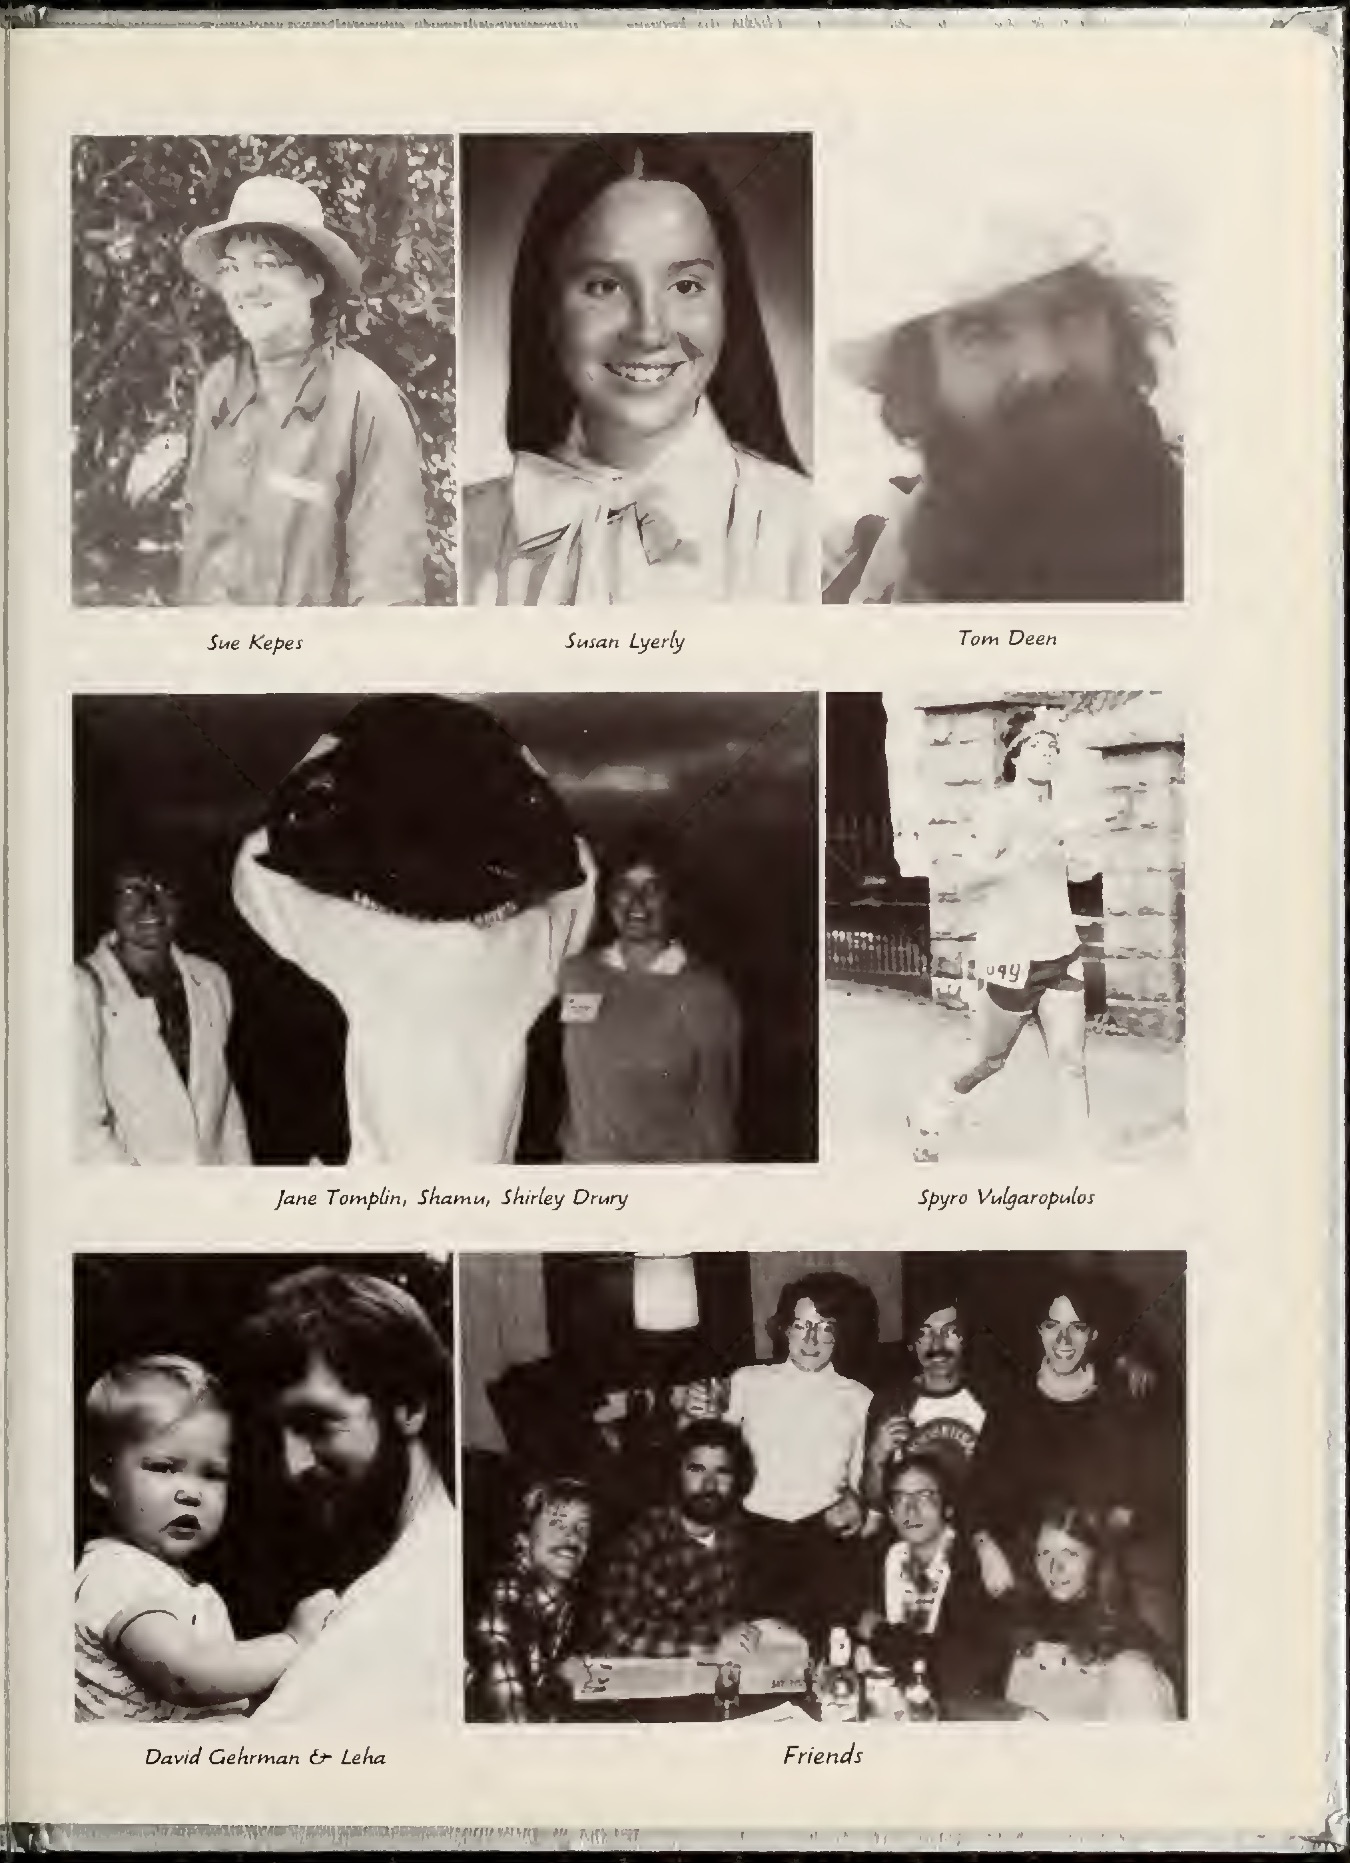 Sue Kepes
Susan Lyerly
Tom Deen
Jane Tomplin, Shamu, Shirley Drury
Spyro Vulgaropulos
David Gehrman & Leha
Friends